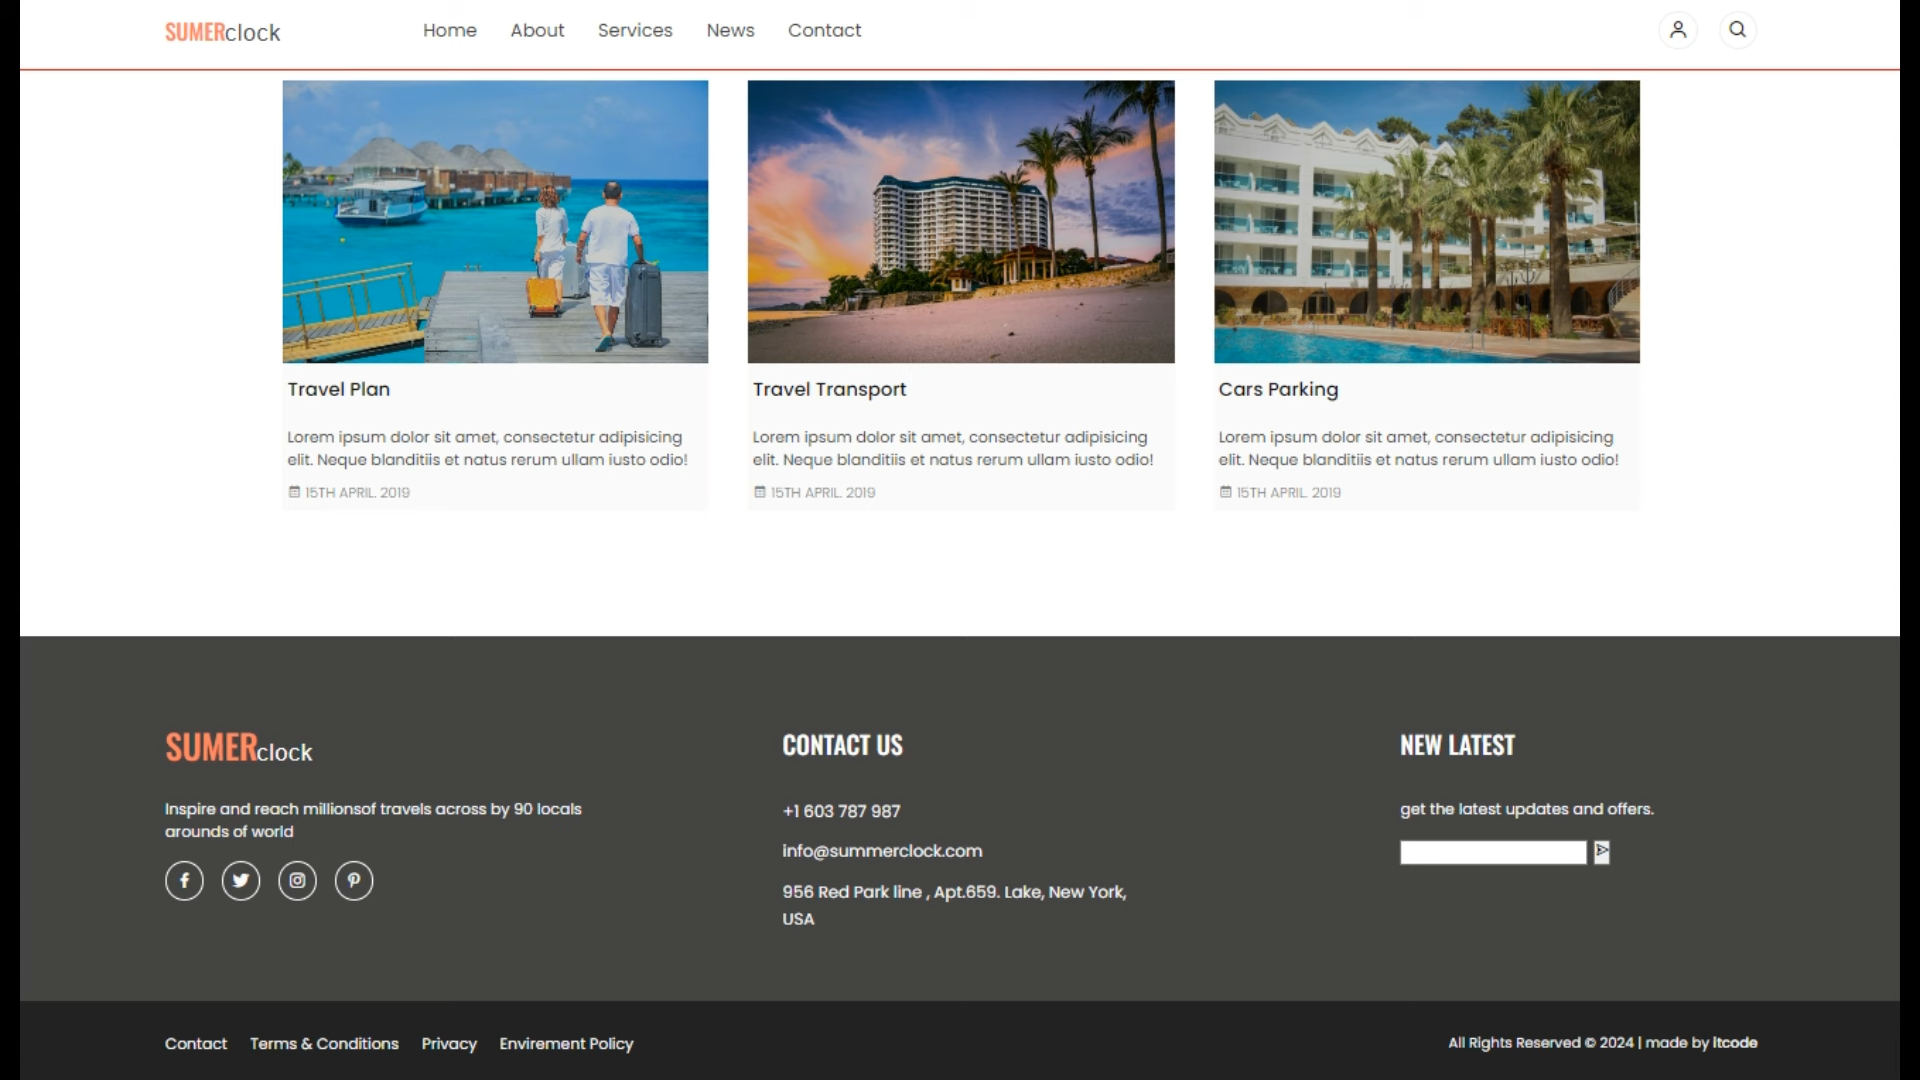 SUMERclock
Home About Services News Contact
Travel Plan
Lorem ipsum dolor sit amet, consectetur adipisicing
elit. Neque blanditiis et natus rerum ullam iusto odio!
15TH APRIL. 2019
Travel Transport
Lorem ipsum dolor sit amet, consectetur adipisicing
elit. Neque blanditiis et natus rerum ullam iusto odio!
15TH APRIL. 2019
Cars Parking
Lorem ipsum dolor sit amet, consectetur adipisicing
elit. Neque blanditiis et natus rerum ullam iusto odio!
15TH APRIL. 2019
SUMERclock
Inspire and reach millionsof travels across by 90 locals
arounds of world
CONTACT US
+1 603 787 987
info@summerclock.com
956 Red Park line , Apt.659. Lake, New York,
USA
NEW LATEST
get the latest updates and offers.
Contact Terms & Conditions Privacy Envirement Policy
All Rights Reserved © 2024 | made by ltcode